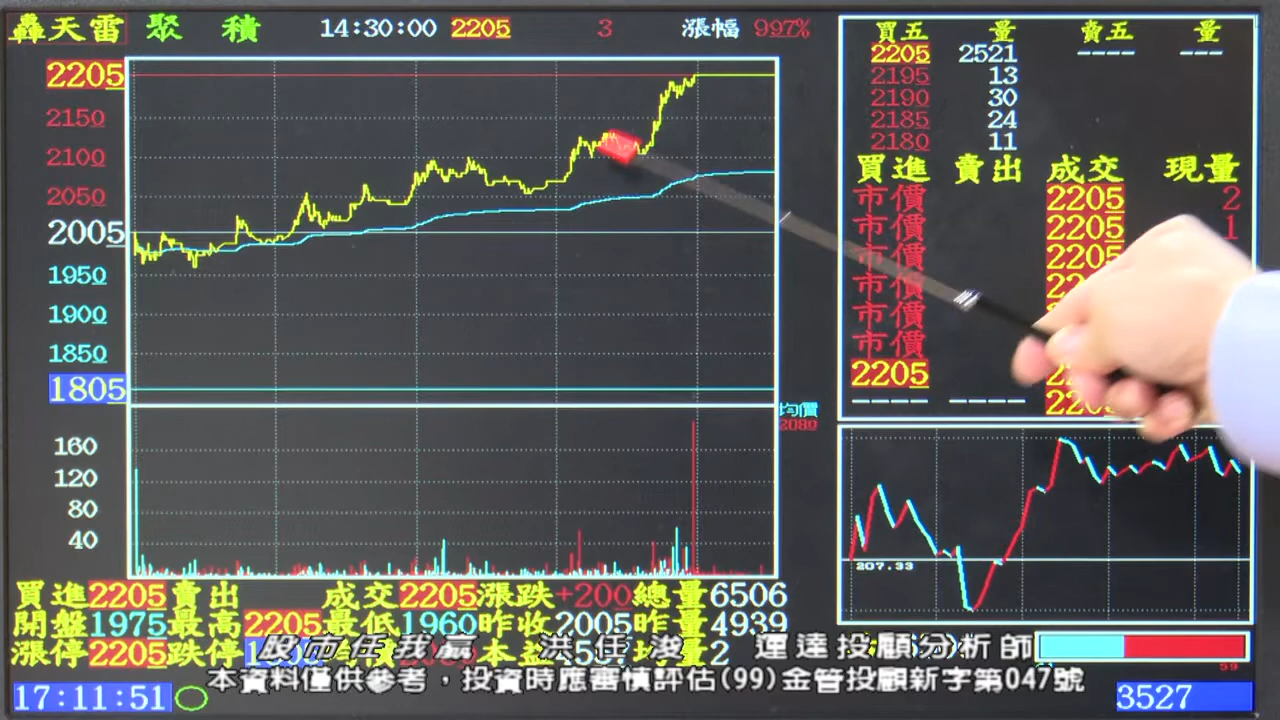 轟天雷 聚積 14:30:00 2205 3 漲幅 997%
2205
2150
2100
2050
2005
1950
1900
1850
1805
均價
2080
160
120
80
40
買五 量 賣五 量
2205 2521 ---- ---
2195 13
2190 30
2185 24
2180 11
買進 賣出 成交 現量
市價 2205 2
市價 2205 1
市價 2205
市價
市價
市價
2205
---- ----
207.33
買進2205賣出 成交2205漲跌+200總量6506
開盤1975最高2205最低1960昨收2005昨量4939
漲停2205跌停
股市任我贏 洪任浚 運達投顧分析師
59
本資料僅供參考，投資時應審慎評估(99)金管投顧新字第047號
17:11:51
3527